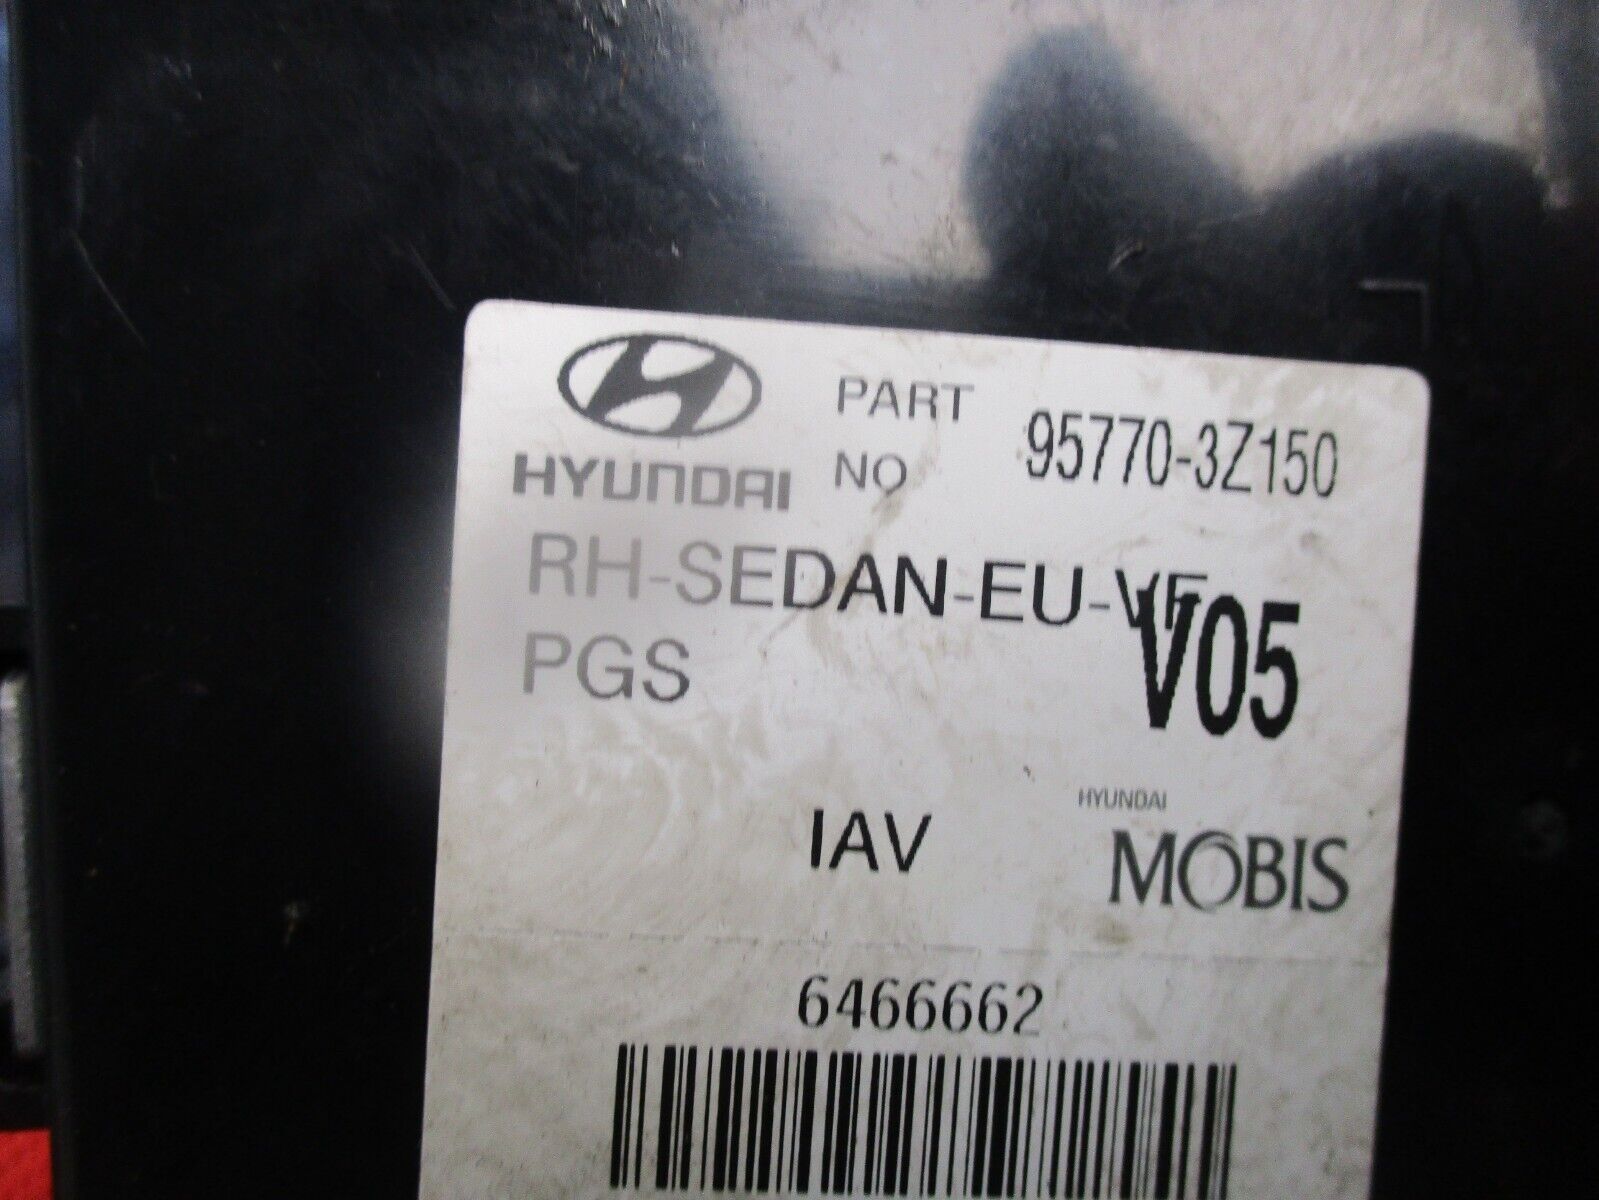 PART
NO 95770-3Z150
HYUNDAI
RH-SEDAN-EU-VF
V05
PGS
IAV
HYUNDAI
MOBIS
6466662